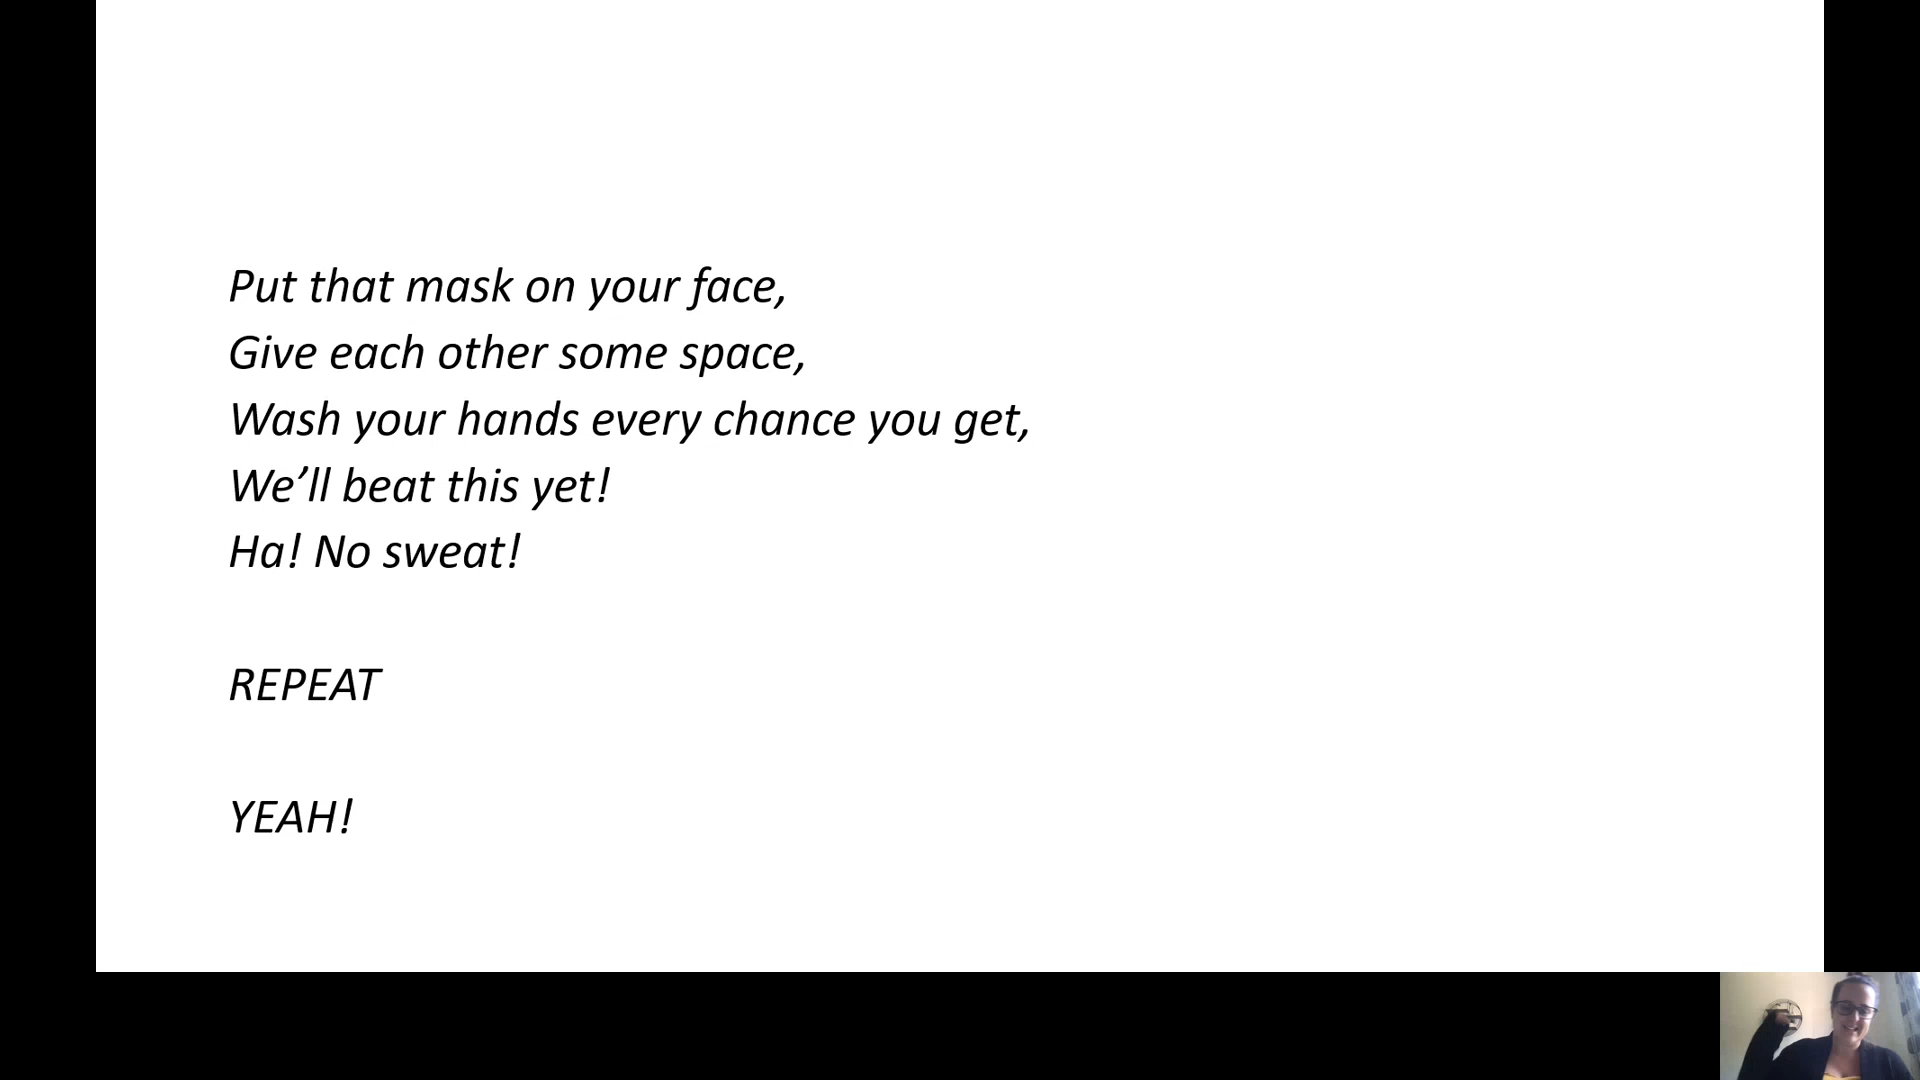 Put that mask on your face,
Give each other some space,
Wash your hands every chance you get,
We’ll beat this yet!
Ha! No sweat!
REPEAT
YEAH!